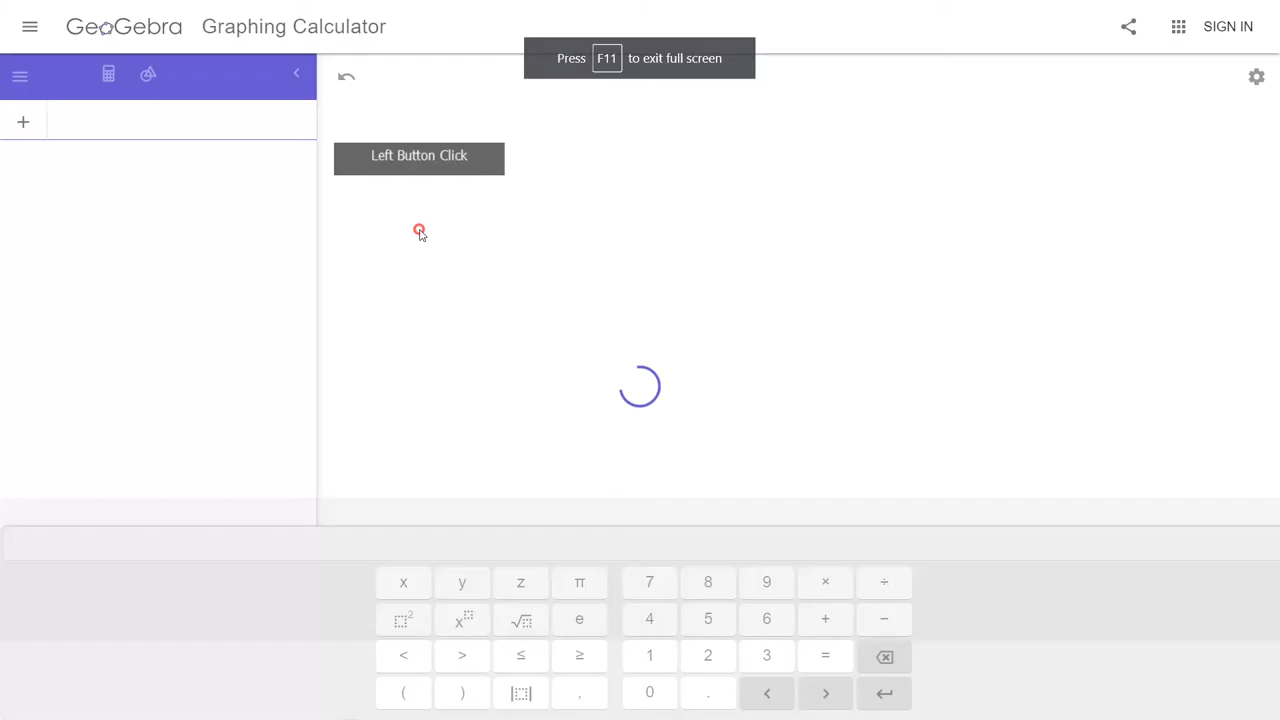 GeoGebra Graphing Calculator
SIGN IN
Press F11 to exit full screen
+
Left Button Click
x y z π 7 8 9 × ÷
2 x √ e 4 5 6 + −
< > ≤ ≥ 1 2 3 =
( ) | | , 0 . < >